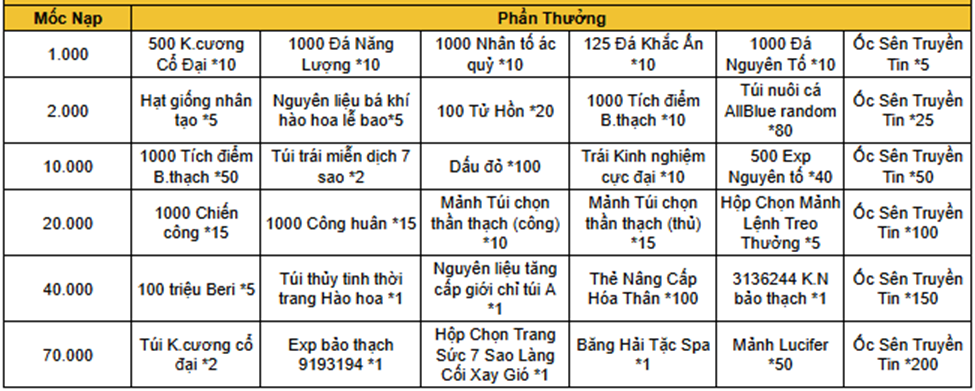 Mốc Nạp
Phần Thưởng
1.000
500 K.cương
Cổ Đại *10
1000 Đá Năng
Lượng *10
1000 Nhân tố ác
quỷ *10
125 Đá Khắc Ấn
*10
1000 Đá
Nguyên Tố *10
Ốc Sên Truyền
Tin *5
2.000
Hạt giống nhân
tạo *5
Nguyên liệu bá khí
hào hoa lễ bao*5
100 Tử Hồn *20
1000 Tích điểm
B.thạch *10
Túi nuôi cá
AllBlue random
*80
Ốc Sên Truyền
Tin *25
10.000
1000 Tích điểm
B.thạch *50
Túi trái miễn dịch 7
sao *2
Dấu đỏ *100
Trái Kinh nghiệm
cực đại *10
500 Exp
Nguyên tố *40
Ốc Sên Truyền
Tin *50
20.000
1000 Chiến
công *15
1000 Công huân *15
Mảnh Túi chọn
thần thạch (công)
*10
Mảnh Túi chọn
thần thạch (thủ)
*15
Hộp Chọn Mảnh
Lệnh Treo
Thưởng *5
Ốc Sên Truyền
Tin *100
40.000
100 triệu Beri *5
Túi thủy tinh thời
trang Hào hoa *1
Nguyên liệu tăng
cấp giới chỉ túi A
*1
Thẻ Nâng Cấp
Hóa Thân *100
3136244 K.N
bảo thạch *1
Ốc Sên Truyền
Tin *150
70.000
Túi K.cương cổ
đại *2
Exp bảo thạch
9193194 *1
Hộp Chọn Trang
Sức 7 Sao Làng
Cối Xay Gió *1
Băng Hải Tặc Spa
*1
Mảnh Lucifer
*50
Ốc Sên Truyền
Tin *200